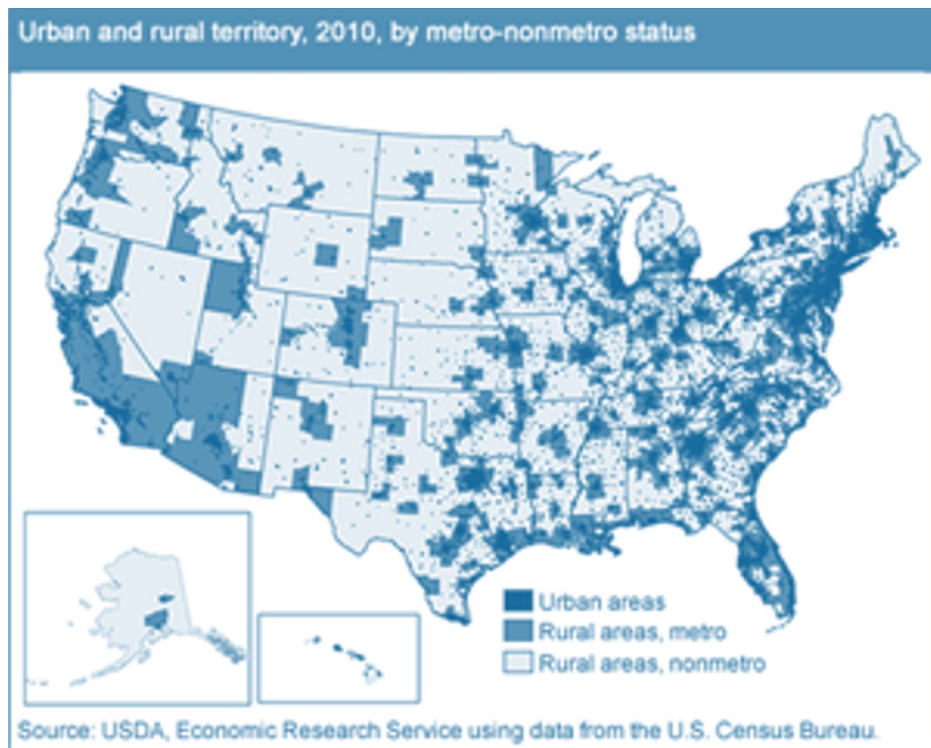 Urban and rural territory, 2010, by metro-nonmetro status
Urban areas
Rural areas, metro
Rural areas, nonmetro
Source: USDA, Economic Research Service using data from the U.S. Census Bureau.